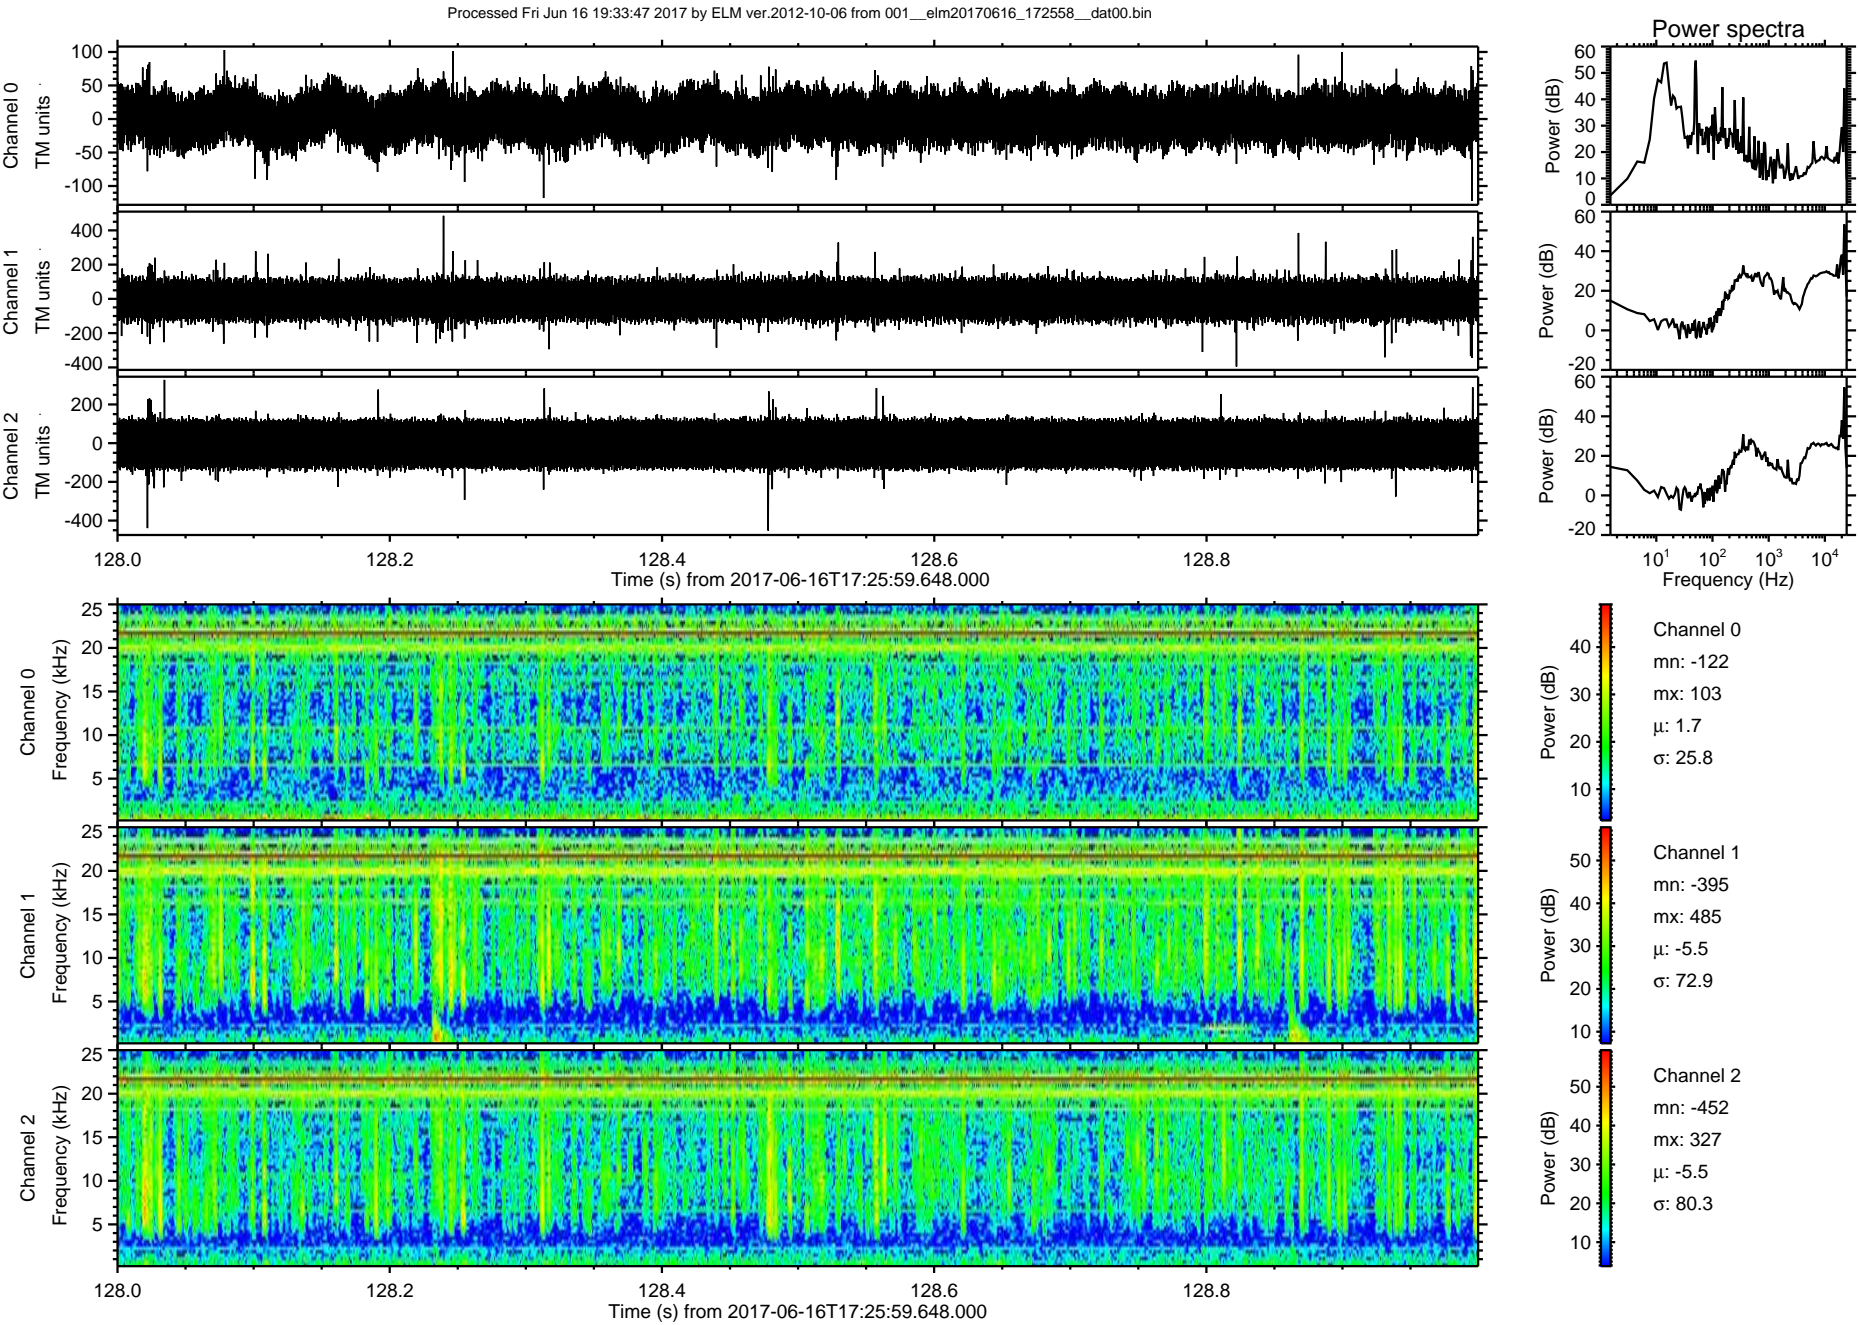 Processed Fri Jun 16 19:33:47 2017 by ELM ver.2012-10-06 from 001__elm20170616_172558__dat00.bin
Power spectra
Channel 0
TM units
100
50
0
-50
-100
Power (dB)
60
50
40
30
20
10
0
Channel 1
TM units
400
200
0
-200
-400
Power (dB)
60
40
20
0
-20
Channel 2
TM units
200
0
-200
-400
Power (dB)
60
40
20
0
-20
128.0 128.2 128.4 128.6 128.8
Time (s) from 2017-06-16T17:25:59.648.000
10^1 10^2 10^3 10^4
Frequency (Hz)
Channel 0
Frequency (kHz)
25
20
15
10
5
Power (dB)
40
30
20
10
Channel 0
mn: -122
mx: 103
μ: 1.7
σ: 25.8
Channel 1
Frequency (kHz)
25
20
15
10
5
Power (dB)
50
40
30
20
10
Channel 1
mn: -395
mx: 485
μ: -5.5
σ: 72.9
Channel 2
Frequency (kHz)
25
20
15
10
5
Power (dB)
50
40
30
20
10
Channel 2
mn: -452
mx: 327
μ: -5.5
σ: 80.3
128.0 128.2 128.4 128.6 128.8
Time (s) from 2017-06-16T17:25:59.648.000